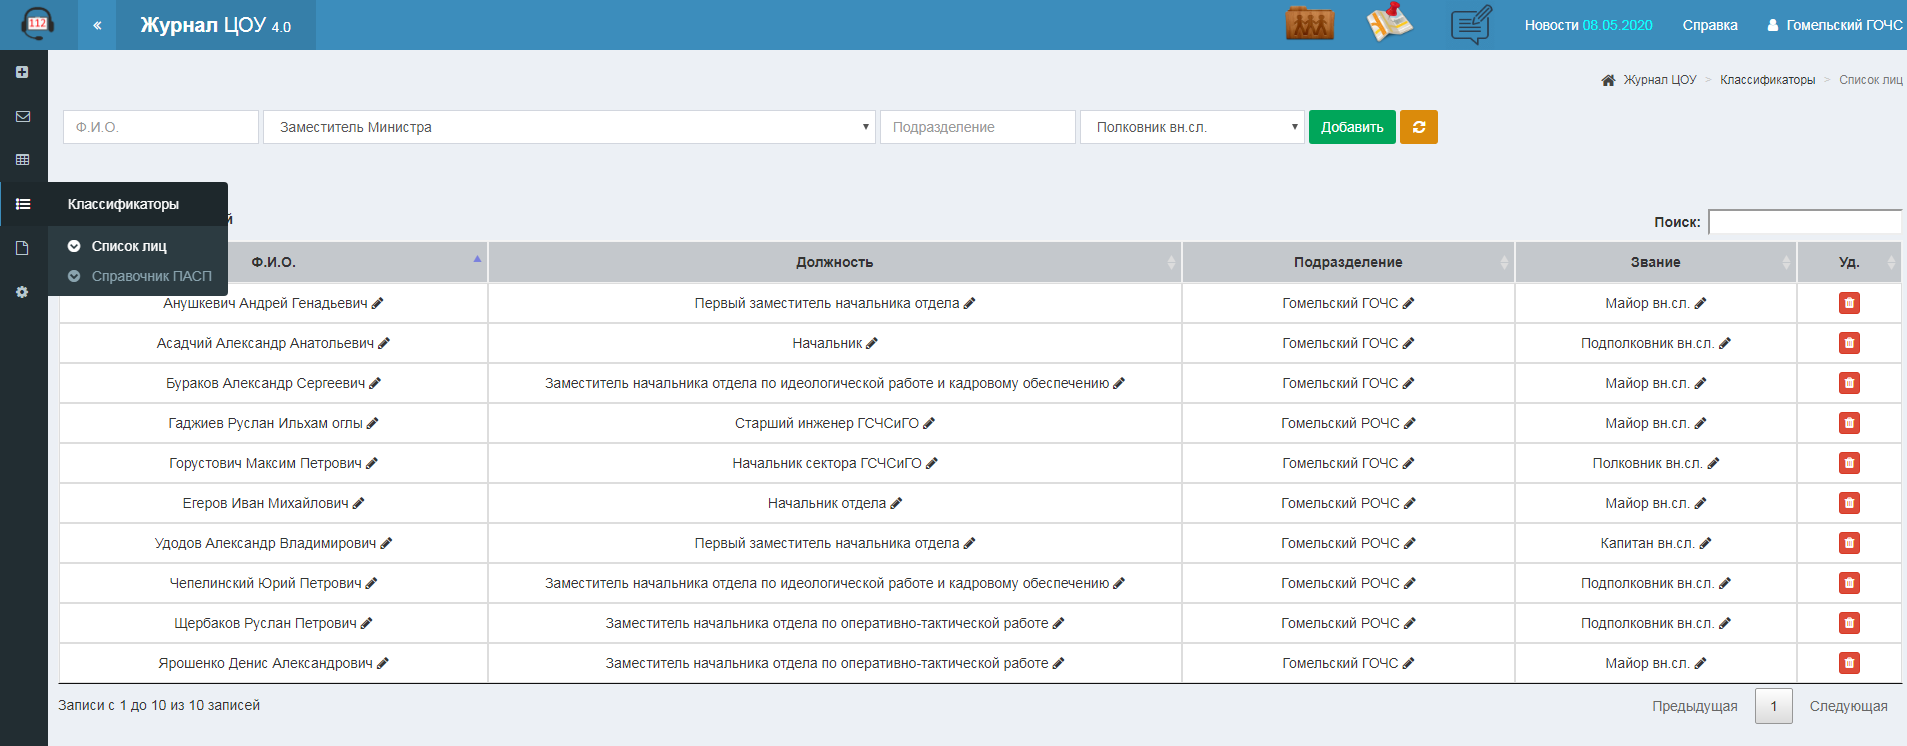 112
« Журнал ЦОУ 4.0 Новости 08.05.2020 Справка Гомельский ГОЧС
Журнал ЦОУ > Классификаторы > Список лиц
Ф.И.О. Заместитель Министра Подразделение Полковник вн.сл. Добавить
Классификаторы
й Поиск:
Список лиц
Справочник ПАСП
Ф.И.О. Должность Подразделение Звание Уд.
Анушкевич Андрей Генадьевич Первый заместитель начальника отдела Гомельский ГОЧС Майор вн.сл.
Асадчий Александр Анатольевич Начальник Гомельский ГОЧС Подполковник вн.сл.
Бураков Александр Сергеевич Заместитель начальника отдела по идеологической работе и кадровому обеспечению Гомельский ГОЧС Майор вн.сл.
Гаджиев Руслан Ильхам оглы Старший инженер ГСЧСиГО Гомельский РОЧС Майор вн.сл.
Горустович Максим Петрович Начальник сектора ГСЧСиГО Гомельский ГОЧС Полковник вн.сл.
Егеров Иван Михайлович Начальник отдела Гомельский РОЧС Майор вн.сл.
Удодов Александр Владимирович Первый заместитель начальника отдела Гомельский РОЧС Капитан вн.сл.
Чепелинский Юрий Петрович Заместитель начальника отдела по идеологической работе и кадровому обеспечению Гомельский РОЧС Подполковник вн.сл.
Щербаков Руслан Петрович Заместитель начальника отдела по оперативно-тактической работе Гомельский РОЧС Подполковник вн.сл.
Ярошенко Денис Александрович Заместитель начальника отдела по оперативно-тактической работе Гомельский ГОЧС Майор вн.сл.
Записи с 1 до 10 из 10 записей Предыдущая 1 Следующая